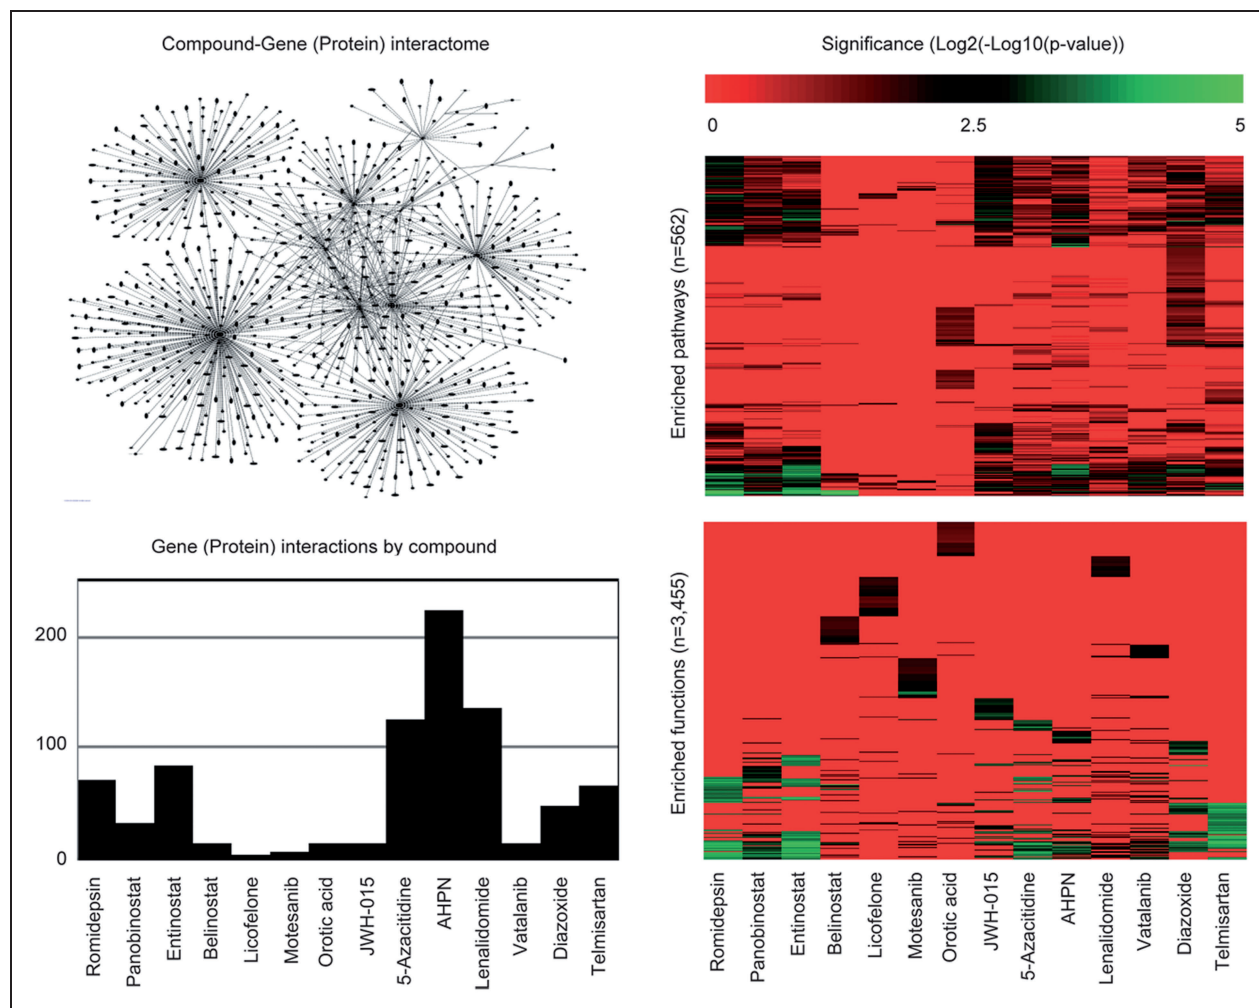 Compound-Gene (Protein) interactome
Significance (Log2(-Log10(p-value))
0
2.5
5
Enriched pathways (n=562)
Gene (Protein) interactions by compound
200
100
0
Romidepsin
Panobinostat
Entinostat
Belinostat
Licofelone
Motesanib
Orotic acid
JWH-015
5-Azacitidine
AHPN
Lenalidomide
Vatalanib
Diazoxide
Telmisartan
Enriched functions (n=3,455)
Romidepsin
Panobinostat
Entinostat
Belinostat
Licofelone
Motesanib
Orotic acid
JWH-015
5-Azacitidine
AHPN
Lenalidomide
Vatalanib
Diazoxide
Telmisartan